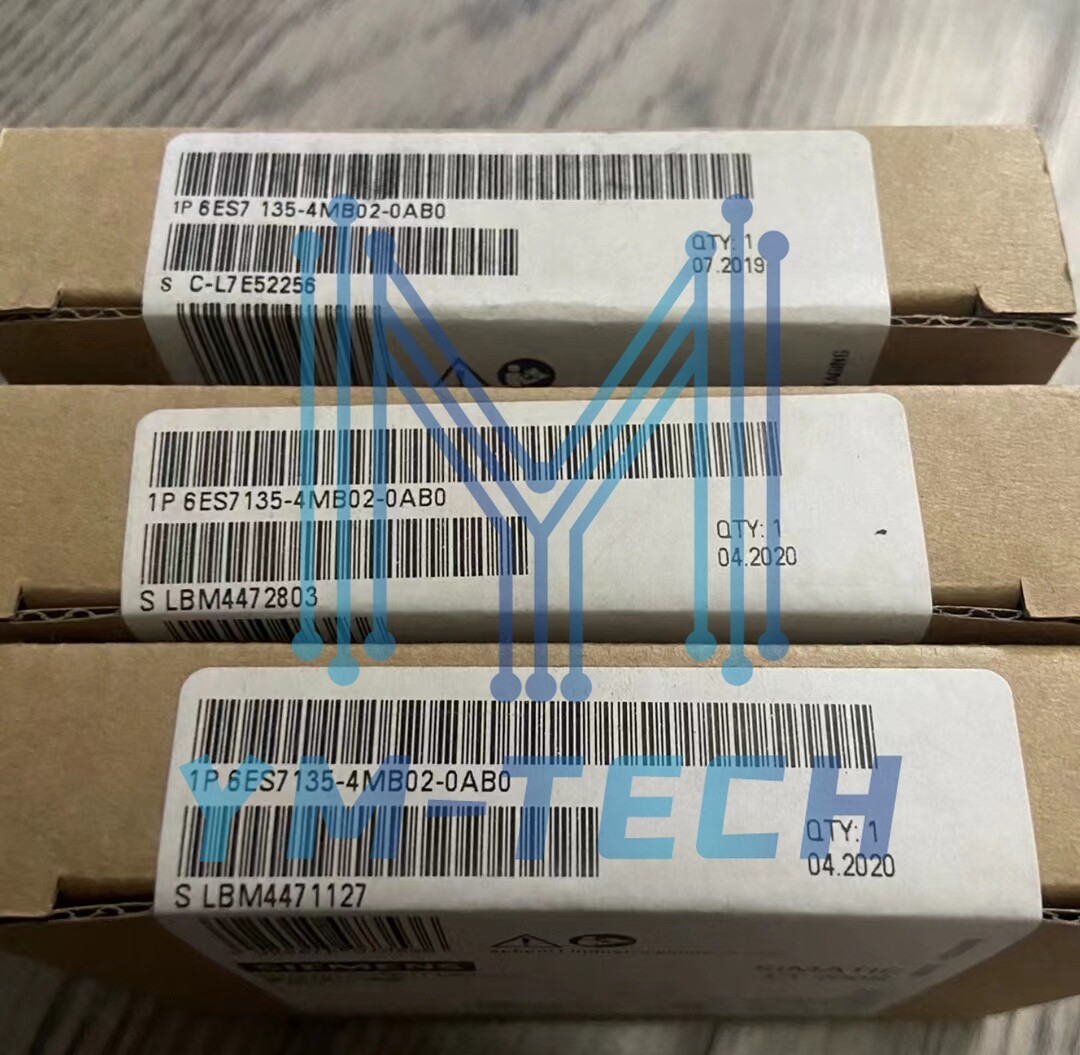 1P 6ES7 135-4MB02-0AB0
QTY: 1
07.2019
S C-L7E52256
1P 6ES7135-4MB02-0AB0
QTY: 1
04.2020
S LBM4472803
1P 6ES7135-4MB02-0AB0
YM-TECH
QTY: 1
04.2020
S LBM4471127
SIEMENS
SIMATIC